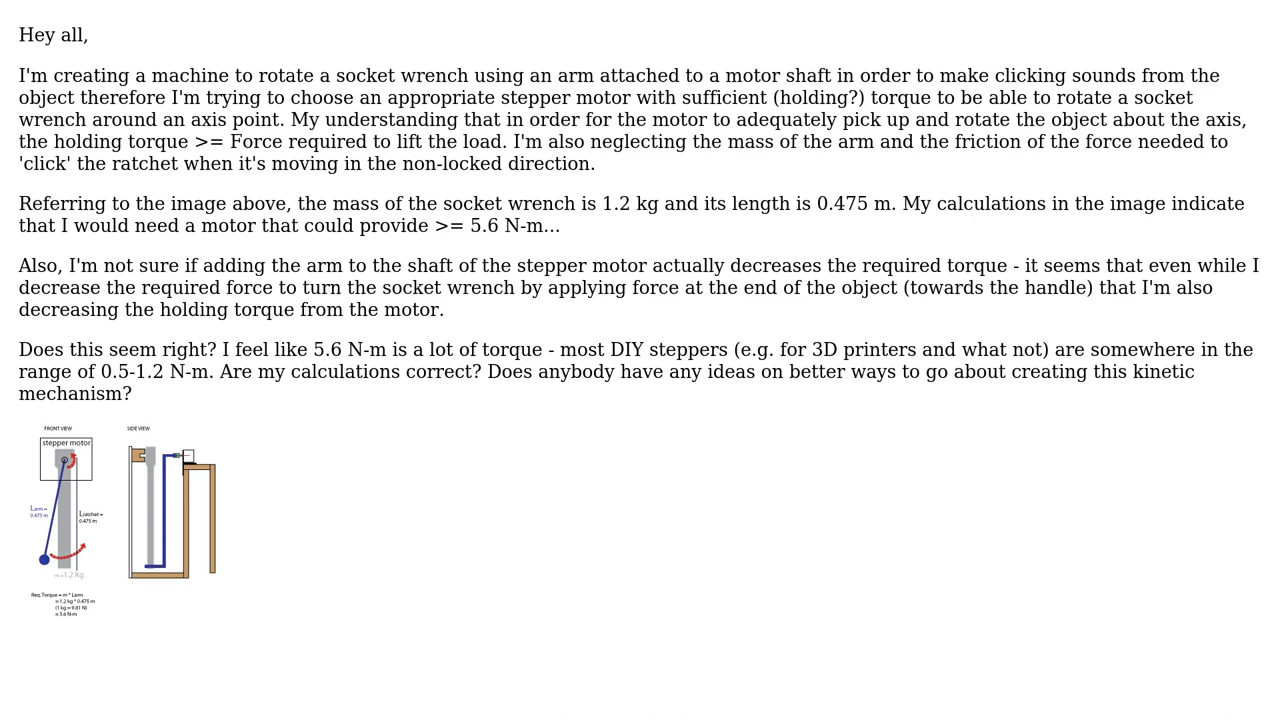 Hey all,
I'm creating a machine to rotate a socket wrench using an arm attached to a motor shaft in order to make clicking sounds from the
object therefore I'm trying to choose an appropriate stepper motor with sufficient (holding?) torque to be able to rotate a socket
wrench around an axis point. My understanding that in order for the motor to adequately pick up and rotate the object about the axis,
the holding torque >= Force required to lift the load. I'm also neglecting the mass of the arm and the friction of the force needed to
'click' the ratchet when it's moving in the non-locked direction.
Referring to the image above, the mass of the socket wrench is 1.2 kg and its length is 0.475 m. My calculations in the image indicate
that I would need a motor that could provide >= 5.6 N-m...
Also, I'm not sure if adding the arm to the shaft of the stepper motor actually decreases the required torque - it seems that even while I
decrease the required force to turn the socket wrench by applying force at the end of the object (towards the handle) that I'm also
decreasing the holding torque from the motor.
Does this seem right? I feel like 5.6 N-m is a lot of torque - most DIY steppers (e.g. for 3D printers and what not) are somewhere in the
range of 0.5-1.2 N-m. Are my calculations correct? Does anybody have any ideas on better ways to go about creating this kinetic
mechanism?
FRONT VIEW
SIDE VIEW
stepper motor
Larm =
0.475 m
Lratchet =
0.475 m
m=1.2 Kg
Req. Torque = m * Larm
= 1.2 kg * 0.475 m
(1 kg = 9.81 N)
= 5.6 N-m